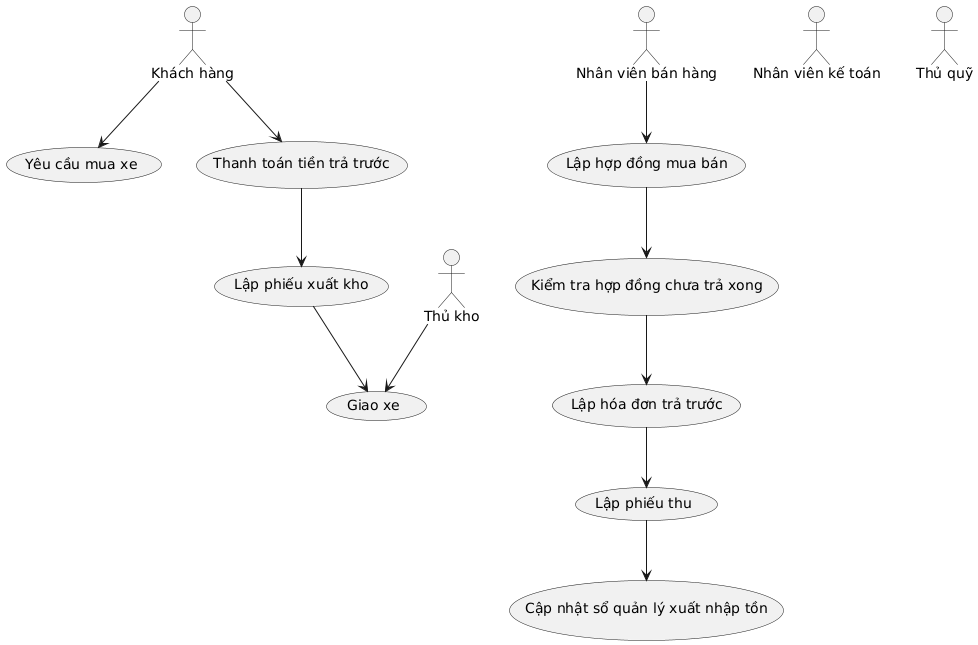 Khách hàng
Nhân viên bán hàng
Nhân viên kế toán
Thủ quỹ
Yêu cầu mua xe
Thanh toán tiền trả trước
Lập hợp đồng mua bán
Lập phiếu xuất kho
Thủ kho
Kiểm tra hợp đồng chưa trả xong
Giao xe
Lập hóa đơn trả trước
Lập phiếu thu
Cập nhật sổ quản lý xuất nhập tồn